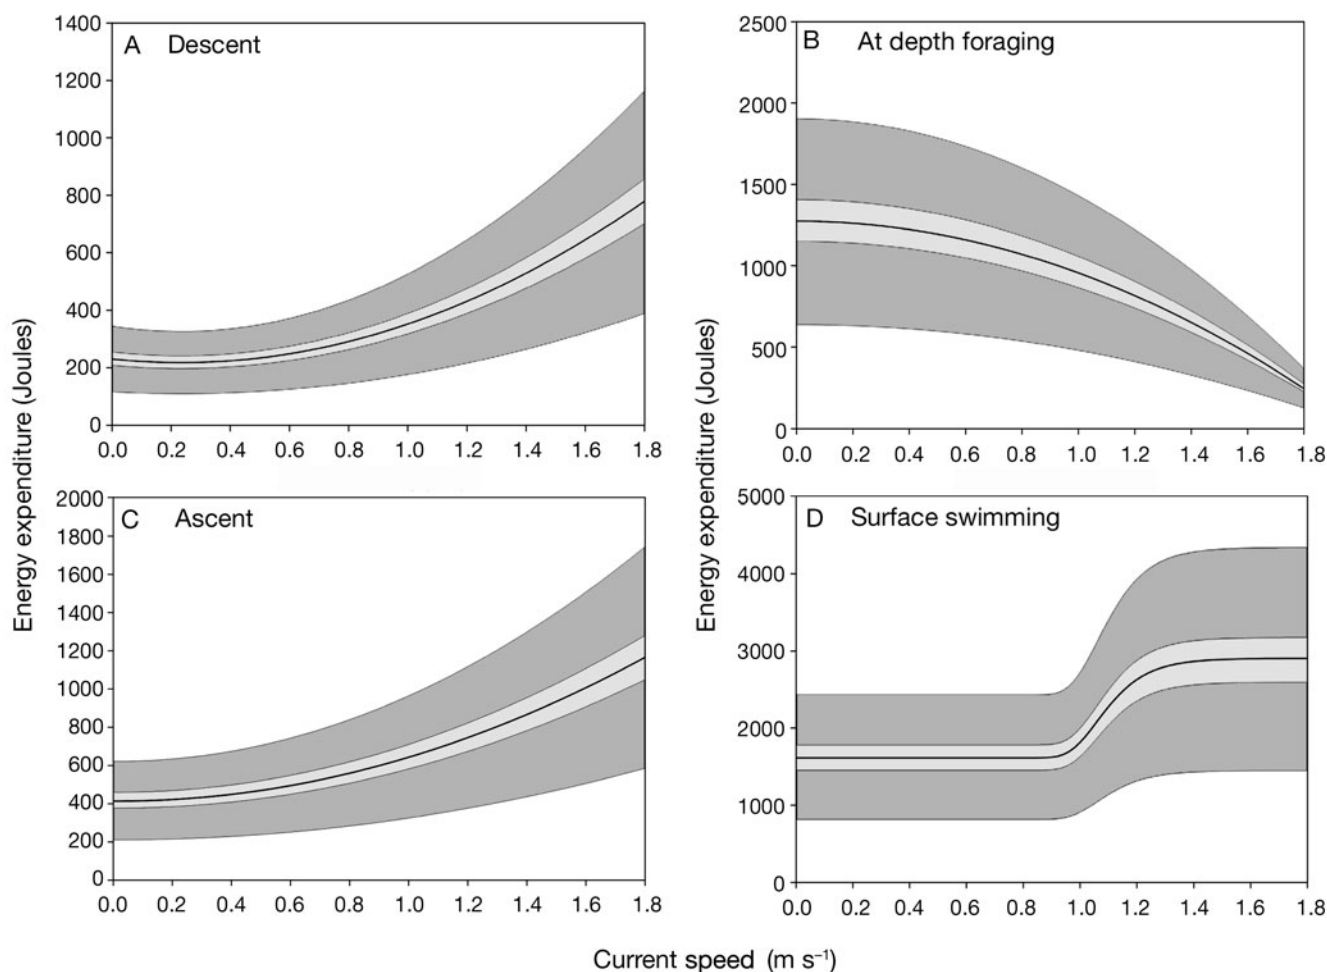 A Descent
1400
1200
1000
800
600
400
200
0
0.0 0.2 0.4 0.6 0.8 1.0 1.2 1.4 1.6 1.8
B At depth foraging
2500
2000
1500
1000
500
0
0.0 0.2 0.4 0.6 0.8 1.0 1.2 1.4 1.6 1.8
C Ascent
2000
1800
1600
1400
1200
1000
800
600
400
200
0
0.0 0.2 0.4 0.6 0.8 1.0 1.2 1.4 1.6 1.8
D Surface swimming
5000
4000
3000
2000
1000
0
0.0 0.2 0.4 0.6 0.8 1.0 1.2 1.4 1.6 1.8
Energy expenditure (Joules)
Energy expenditure (Joules)
Current speed (m s⁻¹)